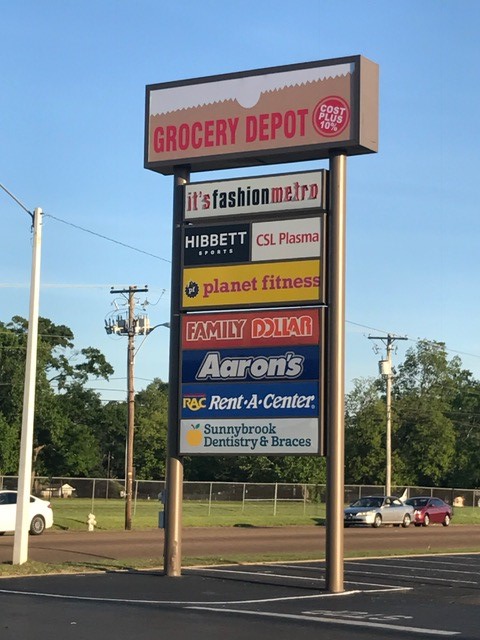 GROCERY DEPOT
COST
PLUS
10%
it's fashion metro
HIBBETT
SPORTS
CSL Plasma
pf planet fitness
FAMILY DOLLAR
Aaron's
RAC Rent-A-Center
Sunnybrook
Dentistry & Braces